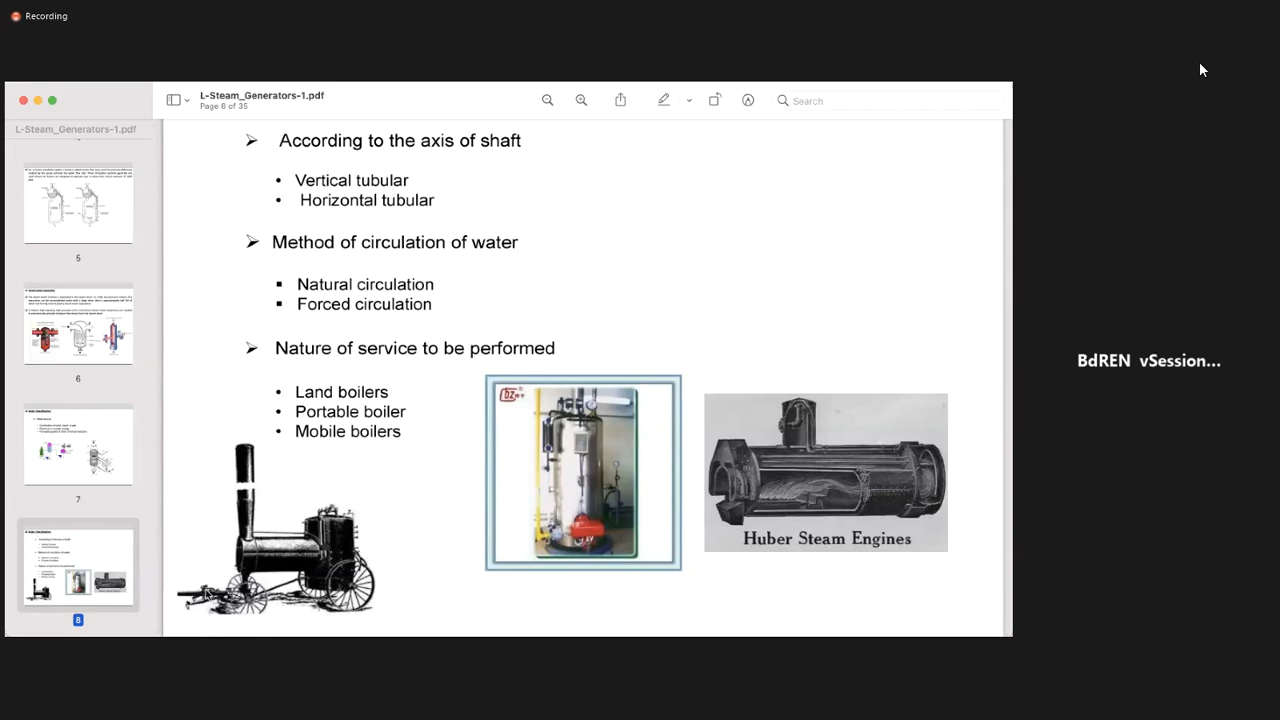 Recording
L-Steam_Generators-1.pdf
Page 8 of 35
Search
L-Steam_Generators-1.pdf
5
6
7
8
➢ According to the axis of shaft
• Vertical tubular
• Horizontal tubular
➢ Method of circulation of water
▪ Natural circulation
▪ Forced circulation
➢ Nature of service to be performed
• Land boilers
• Portable boiler
• Mobile boilers
Huber Steam Engines
BdREN vSession...